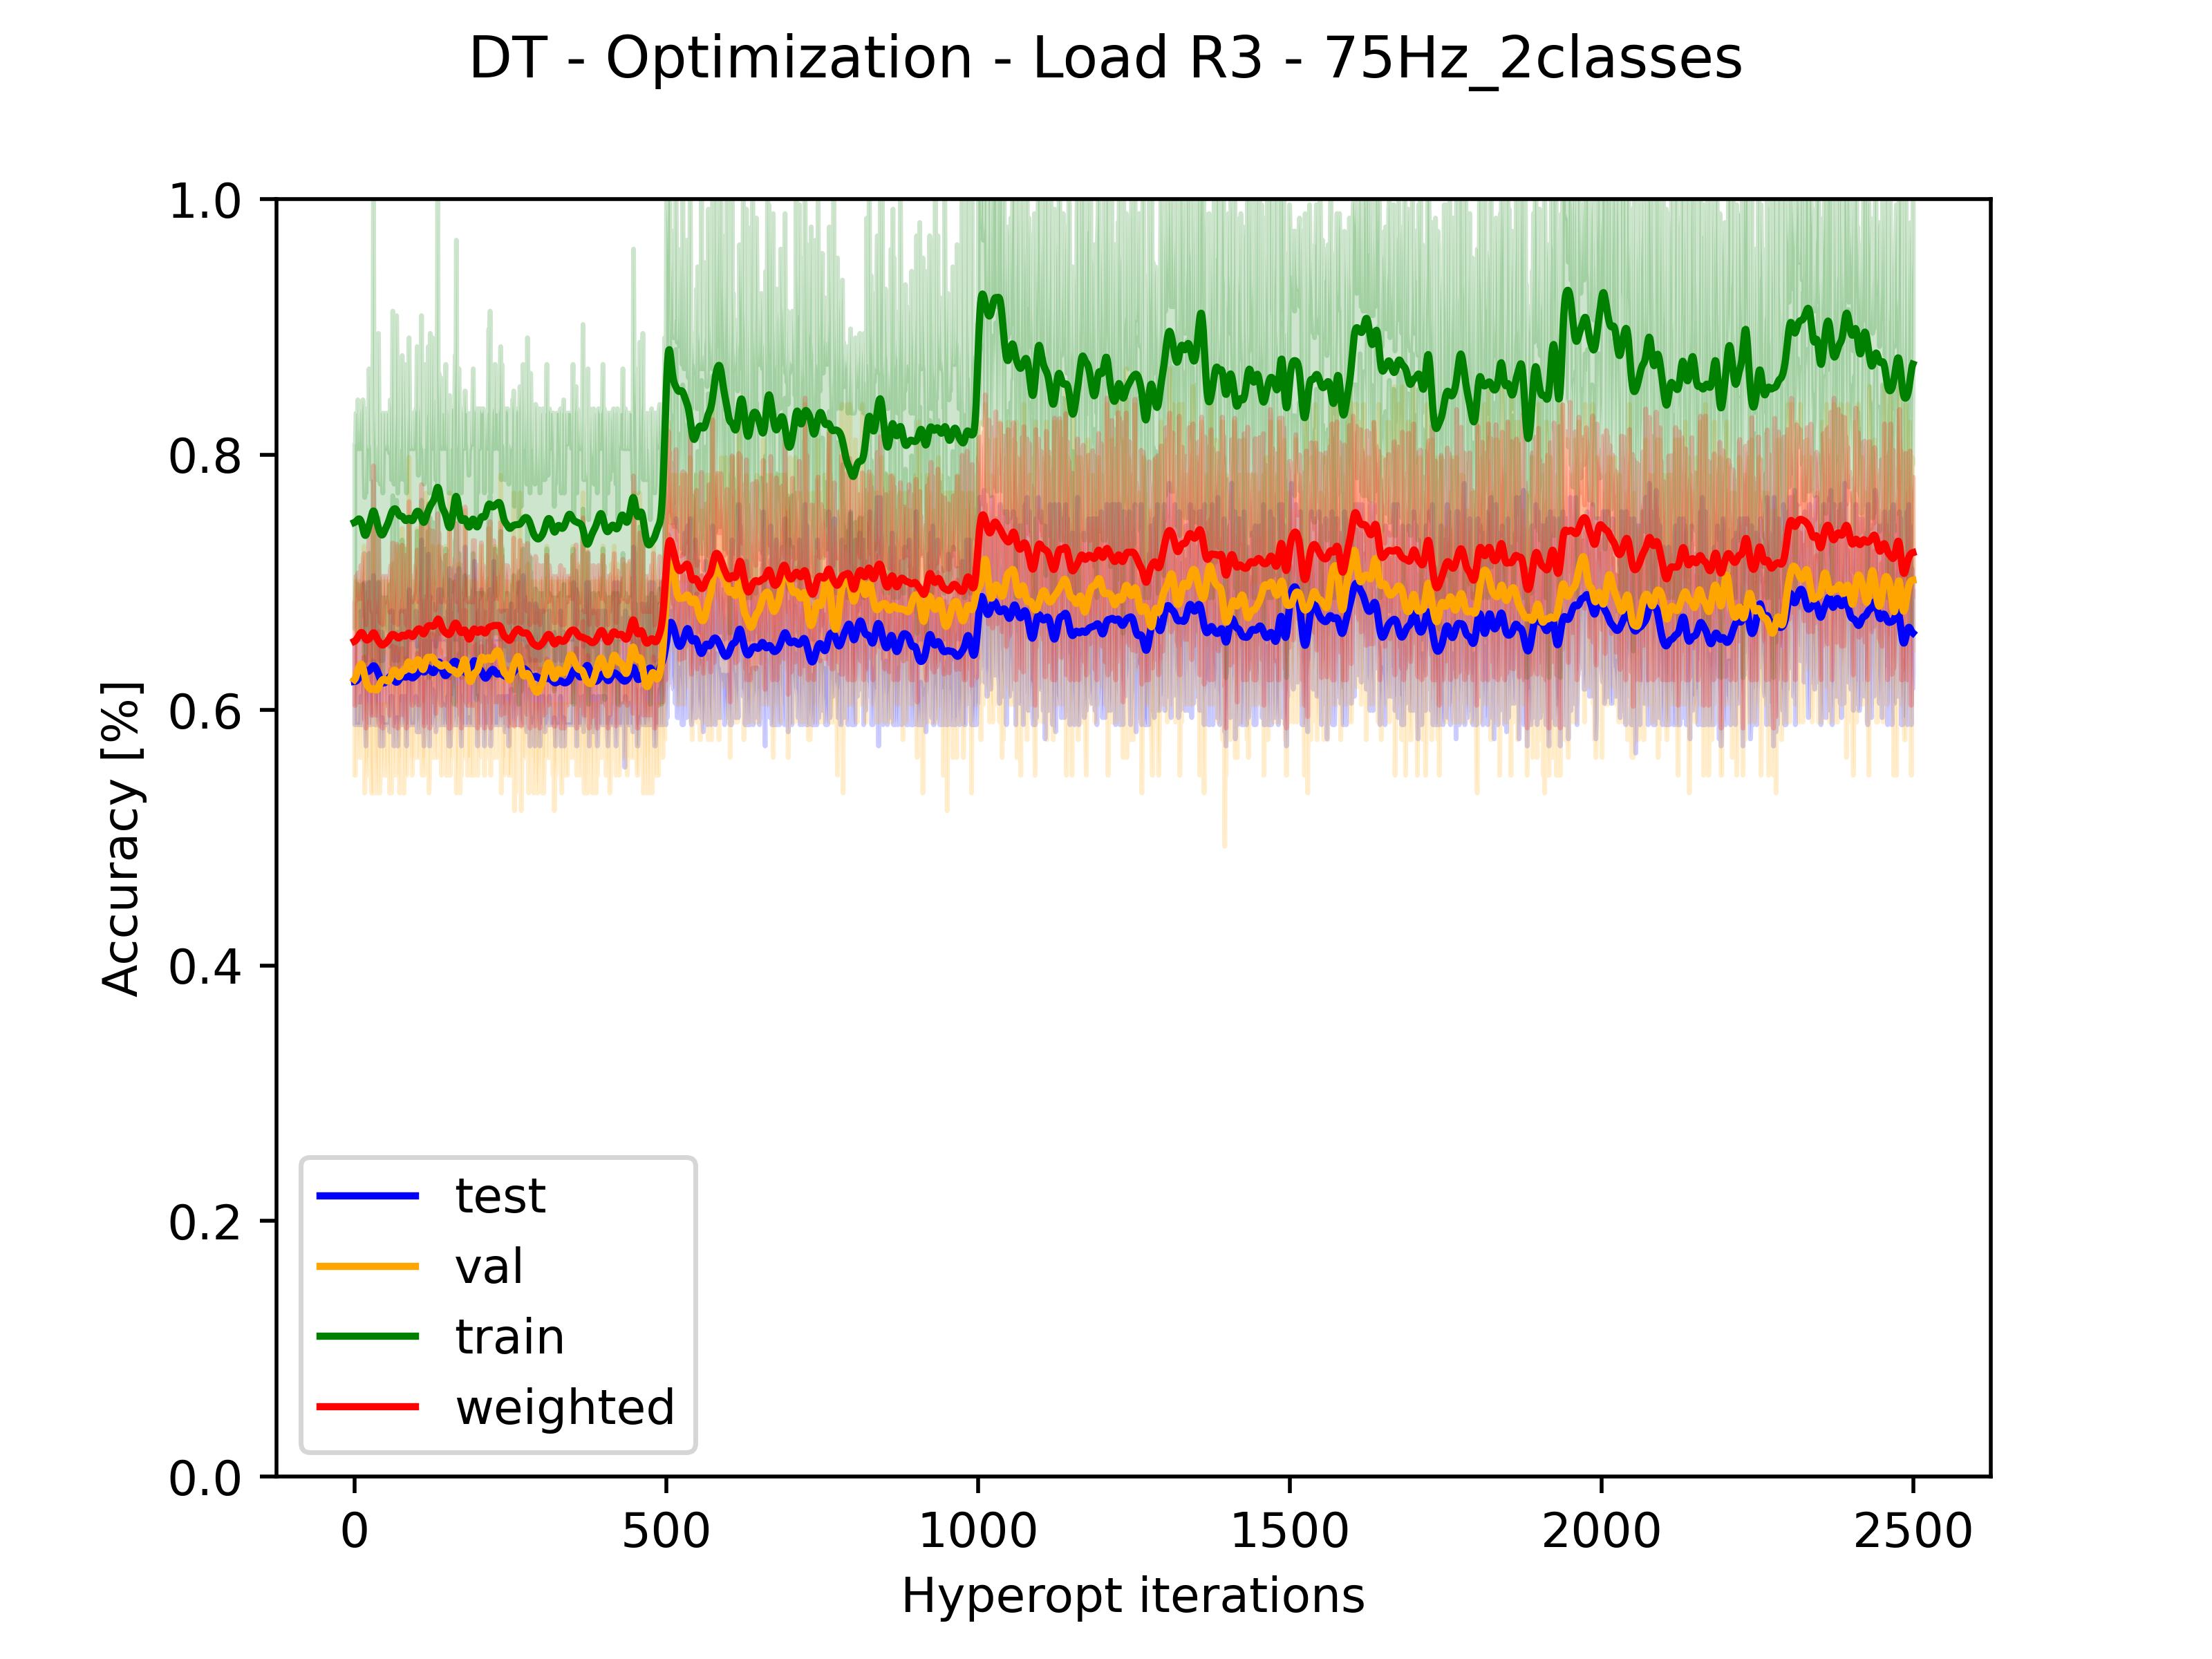 DT - Optimization - Load R3 - 75Hz_2classes
1.0
0.8
0.6
0.4
0.2
0.0
Accuracy [%]
test
val
train
weighted
0 500 1000 1500 2000 2500
Hyperopt iterations